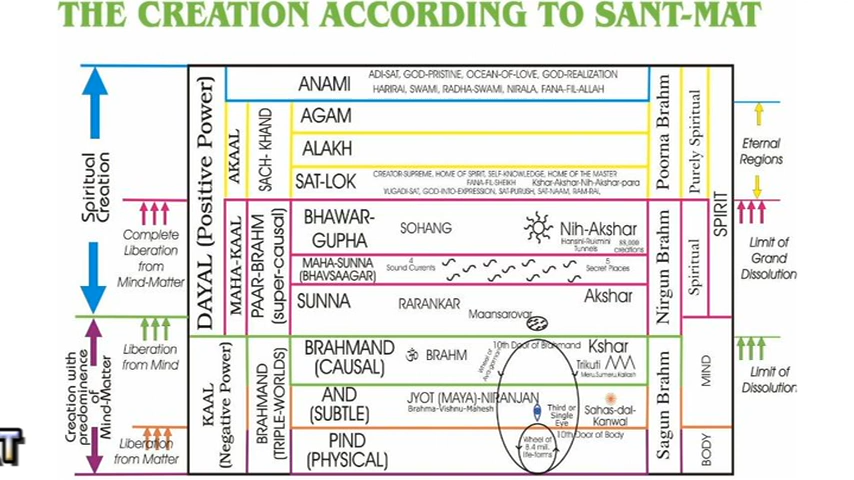 THE CREATION ACCORDING TO SANT-MAT
Spiritual
Creation
Complete
Liberation
from
Mind-Matter
Creation with
predominence
of
Mind-Matter
Liberation
from Mind
Liberation
from Matter
DAYAL (Positive Power)
KAAL
(Negative Power)
AKAAL
MAHA-KAAL
SACH- KHAND
PAAR-BRAHM
(super-causal)
BRAHMAND
(TRIPLE-WORLDS)
ANAMI
ADI-SAT, GOD-PRISTINE, OCEAN-OF-LOVE, GOD-REALIZATION
HARIRAI, SWAMI, RADHA-SWAMI, NIRALA, FANA-FIL-ALLAH
AGAM
ALAKH
SAT-LOK
CREATOR-SUPREME, HOME OF SPIRIT, SELF-KNOWLEDGE, HOME OF THE MASTER
FANA-FIL-SHEIKH Kshar-Akshar-Nih-Akshar-para
YUGADI-SAT, GOD-INTO-EXPRESSION, SAT-PURUSH, SAT-NAAM, RAM-RAI,
BHAWAR-
GUPHA
SOHANG
Nih-Akshar
Hansni-Rukmini
Tunnels
88,000
creations
MAHA-SUNNA
(BHAVSAAGAR)
4
Sound Currents
5
Secret Places
SUNNA
RARANKAR
Maansarovar
Akshar
BRAHMAND
(CAUSAL)
ॐ BRAHM
10th Door of Brahmand
Kshar
Trikuti
Meru,Sumeru,Kailash
AND
(SUBTLE)
JYOT (MAYA)-NIRANJAN
Brahma-Vishnu-Mahesh
Third or
Single
Eye
Sahas-dal-
Kanwal
PIND
(PHYSICAL)
10th Door of Body
Wheel of
8.4 mill.
life-forms
Poorna Brahm
Nirgun Brahm
Sagun Brahm
Purely Spiritual
Spiritual
MIND
BODY
SPIRIT
Eternal
Regions
Limit of
Grand
Dissolution
Limit of
Dissolution